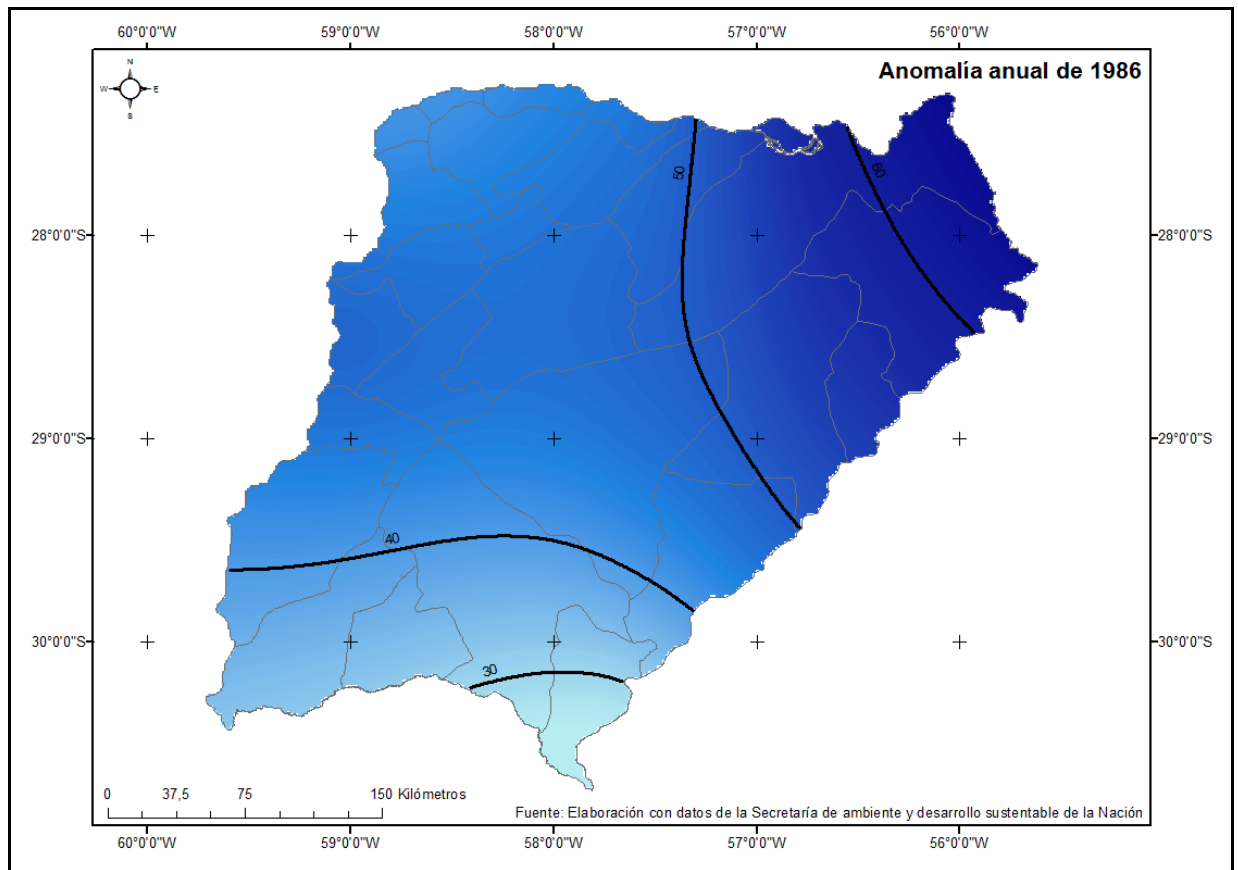 60°0'0"W 59°0'0"W 58°0'0"W 57°0'0"W 56°0'0"W
Anomalía anual de 1986
N
W E
S
50
60
28°0'0"S 28°0'0"S
29°0'0"S 29°0'0"S
40
30°0'0"S 30°0'0"S
30
0 37,5 75 150 Kilómetros
Fuente: Elaboración con datos de la Secretaría de ambiente y desarrollo sustentable de la Nación
60°0'0"W 59°0'0"W 58°0'0"W 57°0'0"W 56°0'0"W